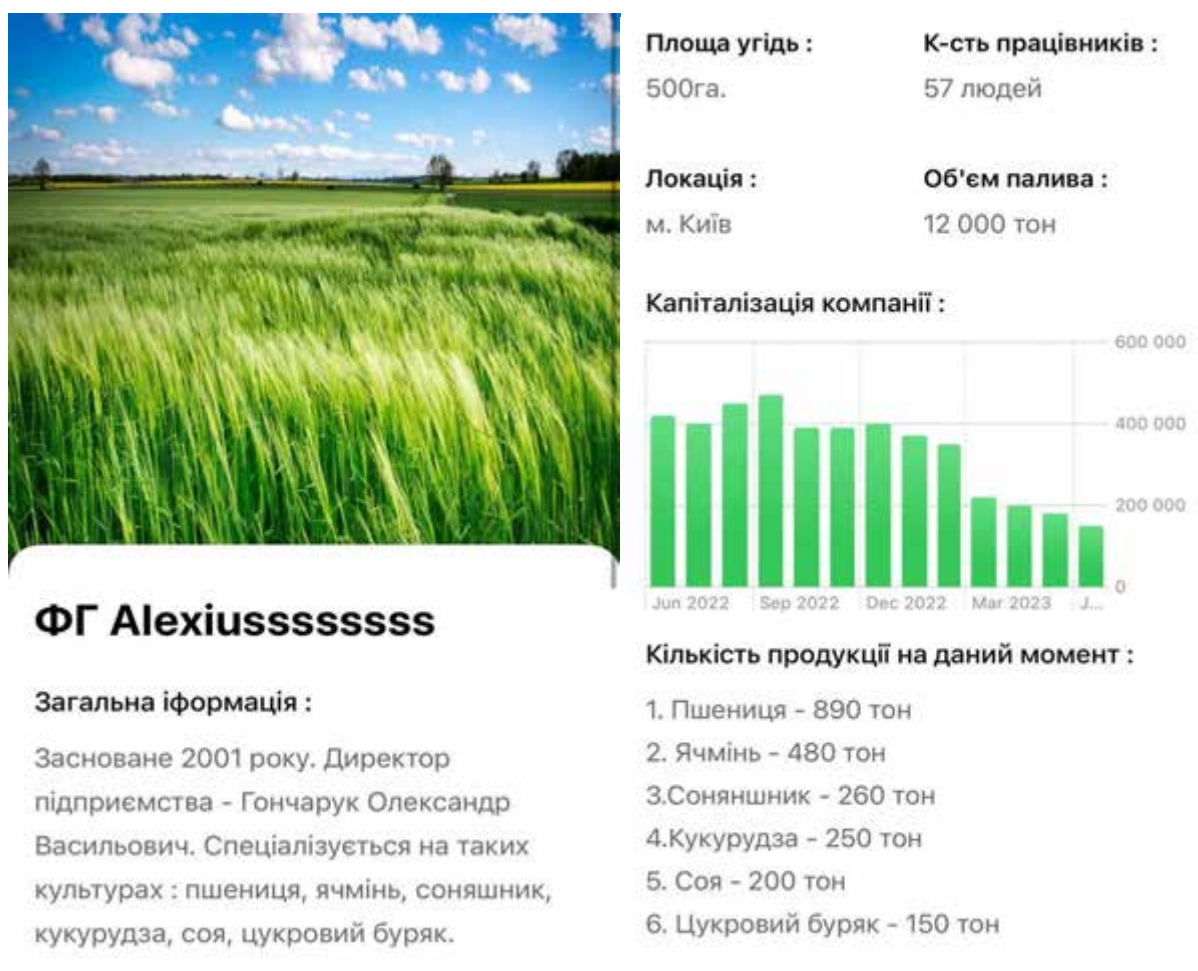 ФГ Alexiusssssssss
Загальна іформація :
Засноване 2001 року. Директор
підприємства - Гончарук Олександр
Васильович. Спеціалізується на таких
культурах : пшениця, ячмінь, соняшник,
кукурудза, соя, цукровий буряк.
Площа угідь :
500га.
К-сть працівників :
57 людей
Локація :
м. Київ
Об'єм палива :
12 000 тон
Капіталізація компанії :
600 000
400 000
200 000
0
Jun 2022
Sep 2022
Dec 2022
Mar 2023
J...
Кількість продукції на даний момент :
1. Пшениця - 890 тон
2. Ячмінь - 480 тон
3.Соняншник - 260 тон
4.Кукурудза - 250 тон
5. Соя - 200 тон
6. Цукровий буряк - 150 тон